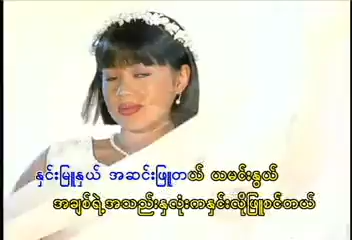 နှင်းမြူနှယ် အဆင်းဖြူတယ် ယမင်းနွယ်
အချစ်ရဲ့အသည်းနှလုံးကနှင်းလိုဖြူစင်တယ်